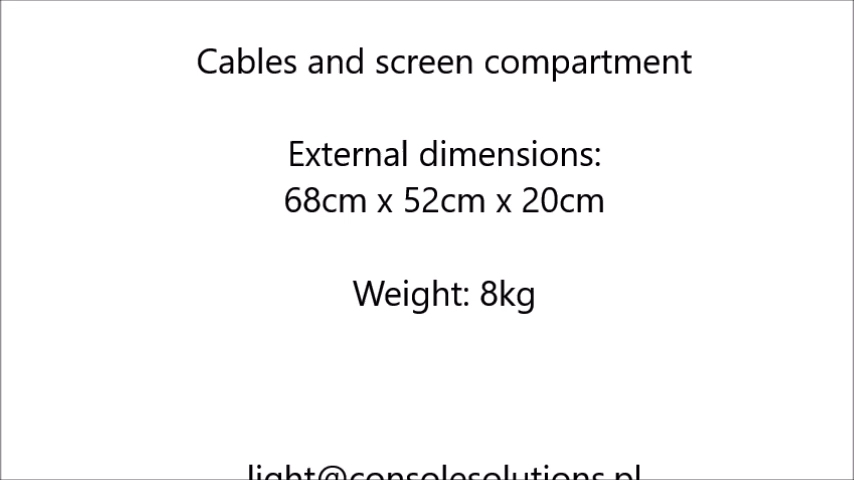 Cables and screen compartment
External dimensions:
68cm x 52cm x 20cm
Weight: 8kg
light@consolesolutions.pl